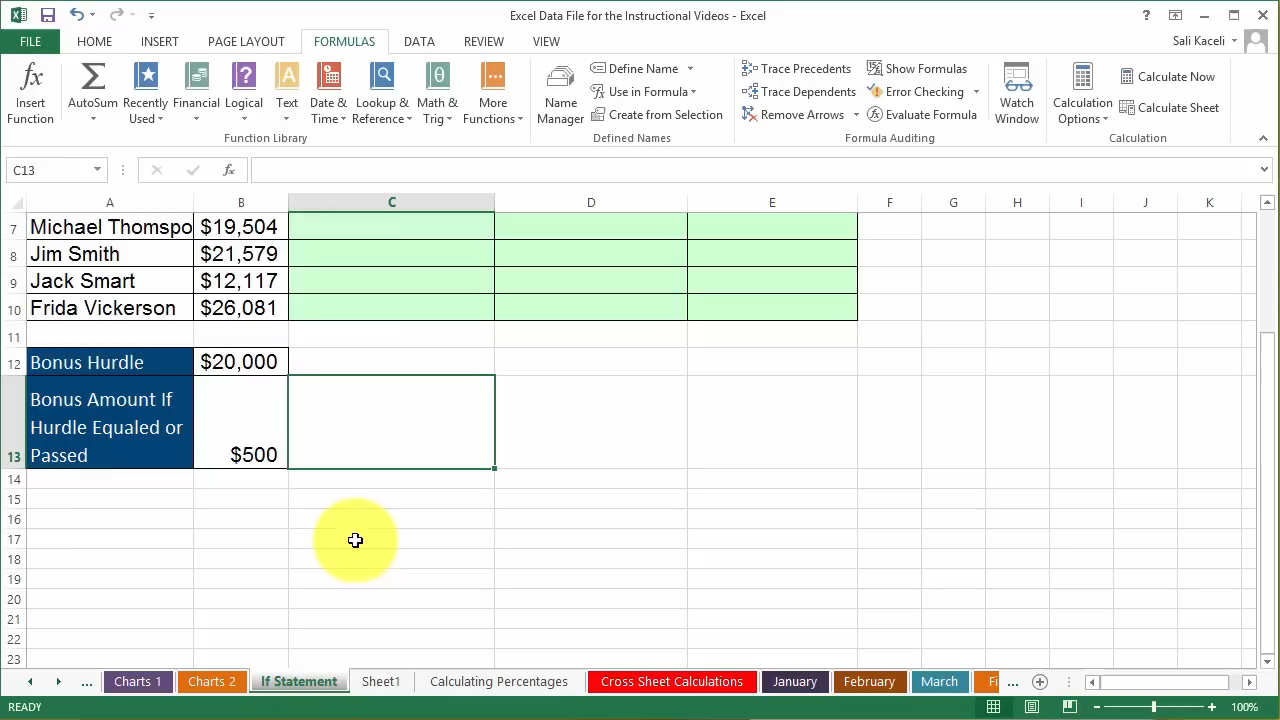 Excel Data File for the Instructional Videos - Excel
?
FILE HOME INSERT PAGE LAYOUT FORMULAS DATA REVIEW VIEW Sali Kaceli
fx Σ ? A θ
Insert Function
AutoSum
Recently Used
Financial
Logical
Text
Date & Time
Lookup & Reference
Math & Trig
More Functions
Function Library
Name Manager
Define Name
Use in Formula
Create from Selection
Defined Names
Trace Precedents
Trace Dependents
Remove Arrows
Show Formulas
Error Checking
Evaluate Formula
Formula Auditing
Watch Window
Calculation Options
Calculate Now
Calculate Sheet
Calculation
C13 fx
A B C D E F G H I J K
7 Michael Thomspo $19,504
8 Jim Smith $21,579
9 Jack Smart $12,117
10 Frida Vickerson $26,081
11
12 Bonus Hurdle $20,000
Bonus Amount If
Hurdle Equaled or
13 Passed $500
14
15
16
17
18
19
20
21
22
23
... Charts 1 Charts 2 If Statement Sheet1 Calculating Percentages Cross Sheet Calculations January February March Fi ...
READY 100%